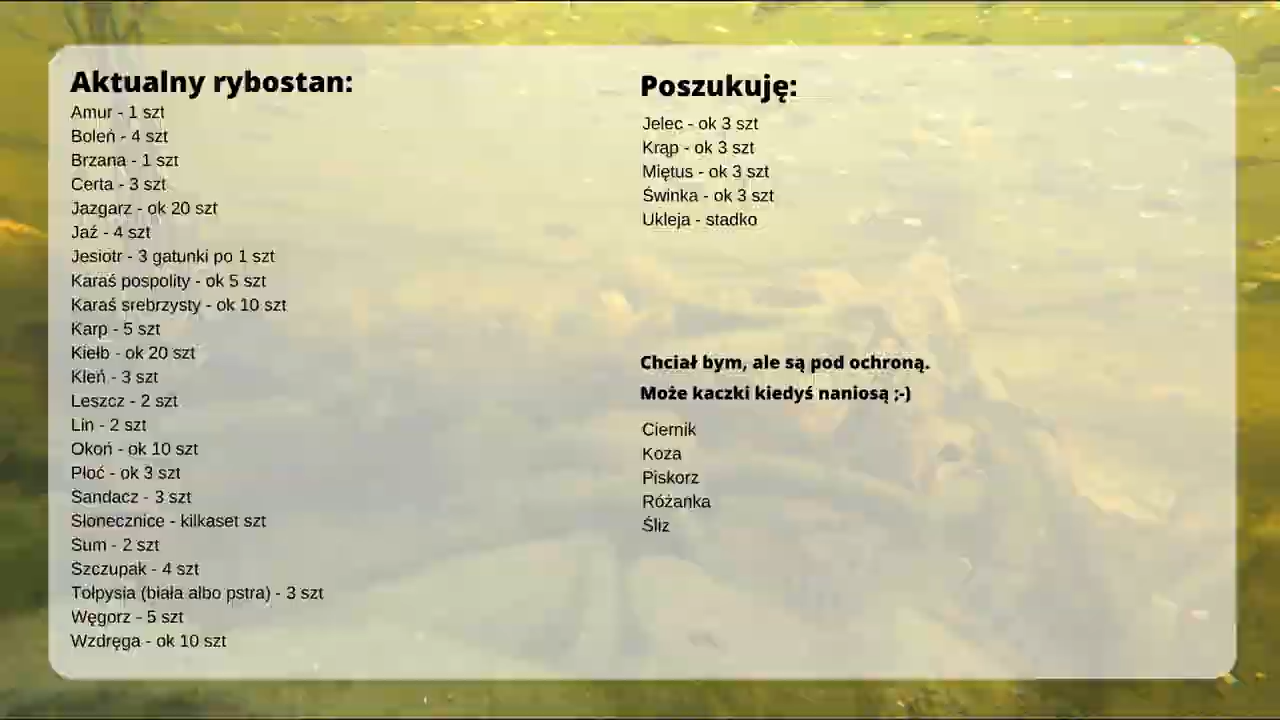 Aktualny rybostan:
Amur - 1 szt
Boleń - 4 szt
Brzana - 1 szt
Certa - 3 szt
Jazgarz - ok 20 szt
Jaź - 4 szt
Jesiotr - 3 gatunki po 1 szt
Karaś pospolity - ok 5 szt
Karaś srebrzysty - ok 10 szt
Karp - 5 szt
Kiełb - ok 20 szt
Kleń - 3 szt
Leszcz - 2 szt
Lin - 2 szt
Okoń - ok 10 szt
Płoć - ok 3 szt
Sandacz - 3 szt
Słonecznice - kilkaset szt
Sum - 2 szt
Szczupak - 4 szt
Tołpysia (biała albo pstra) - 3 szt
Węgorz - 5 szt
Wzdręga - ok 10 szt
Poszukuję:
Jelec - ok 3 szt
Krąp - ok 3 szt
Miętus - ok 3 szt
Świnka - ok 3 szt
Ukleja - stadko
Chciał bym, ale są pod ochroną.
Może kaczki kiedyś naniosą ;-)
Ciernik
Koza
Piskorz
Różanka
Śliz